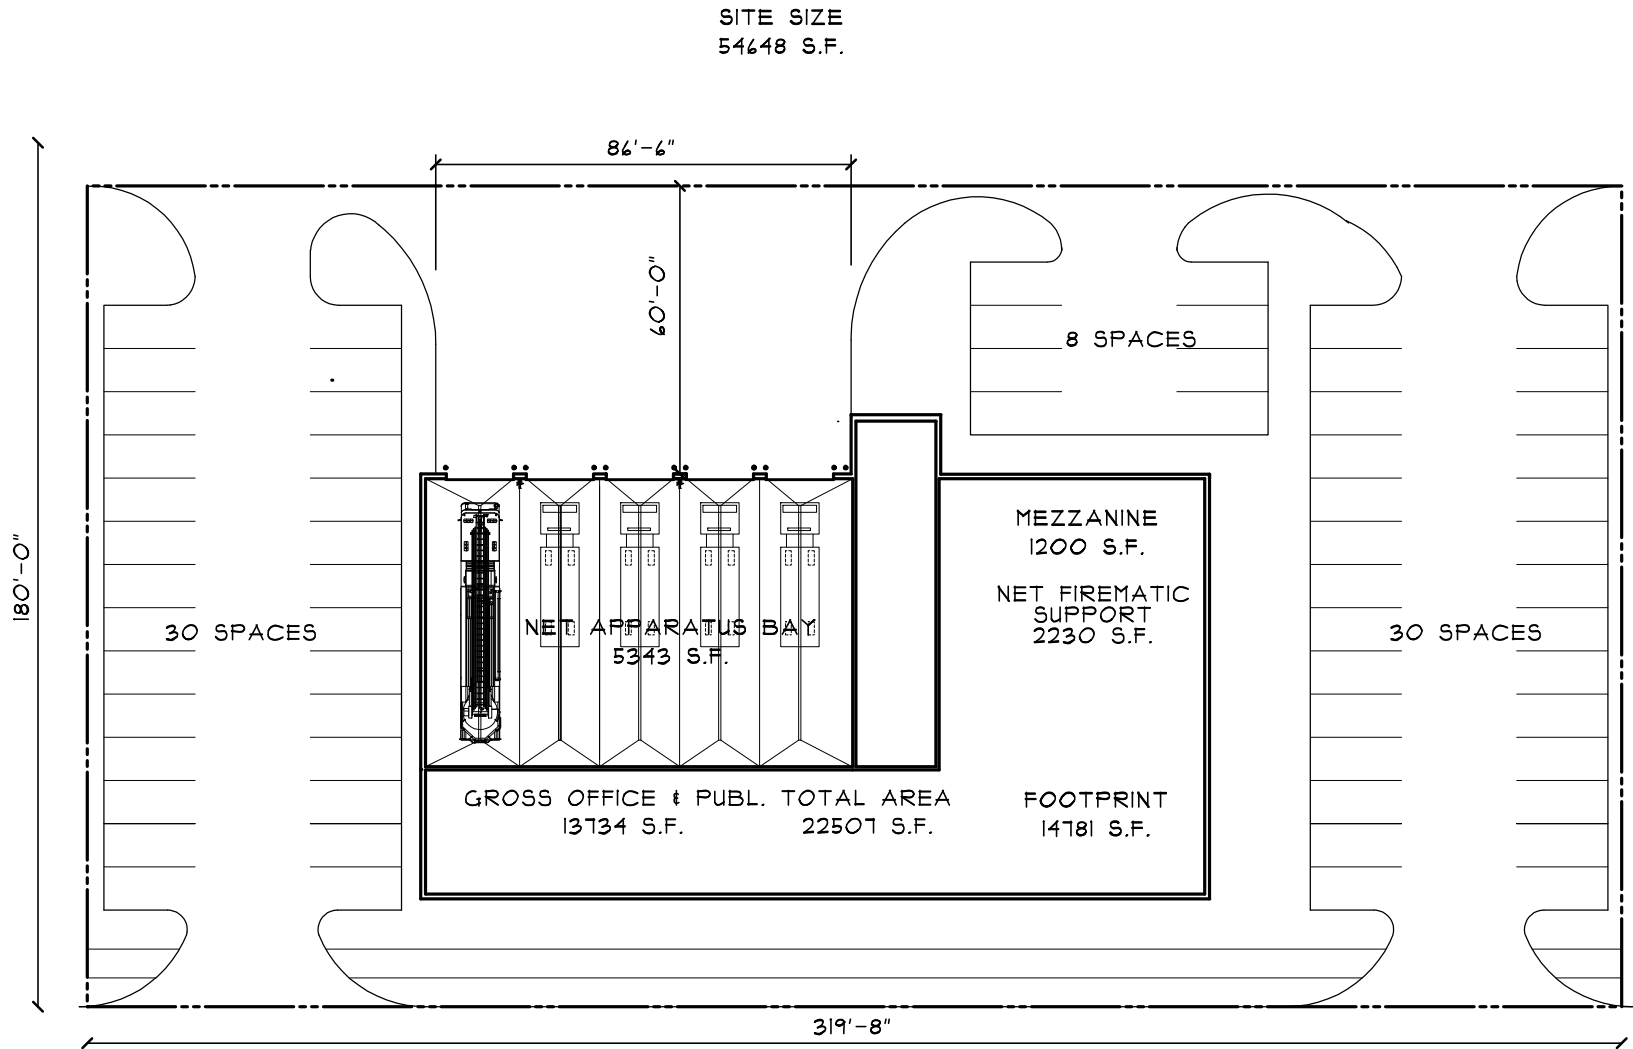 SITE SIZE
54648 S.F.
86'-6"
60'-0"
180'-0"
8 SPACES
MEZZANINE
1200 S.F.
NET FIREMATIC
SUPPORT
2230 S.F.
30 SPACES
NET APPARATUS BAY
5343 S.F.
30 SPACES
GROSS OFFICE & PUBL.
13734 S.F.
TOTAL AREA
22507 S.F.
FOOTPRINT
14781 S.F.
319'-8"